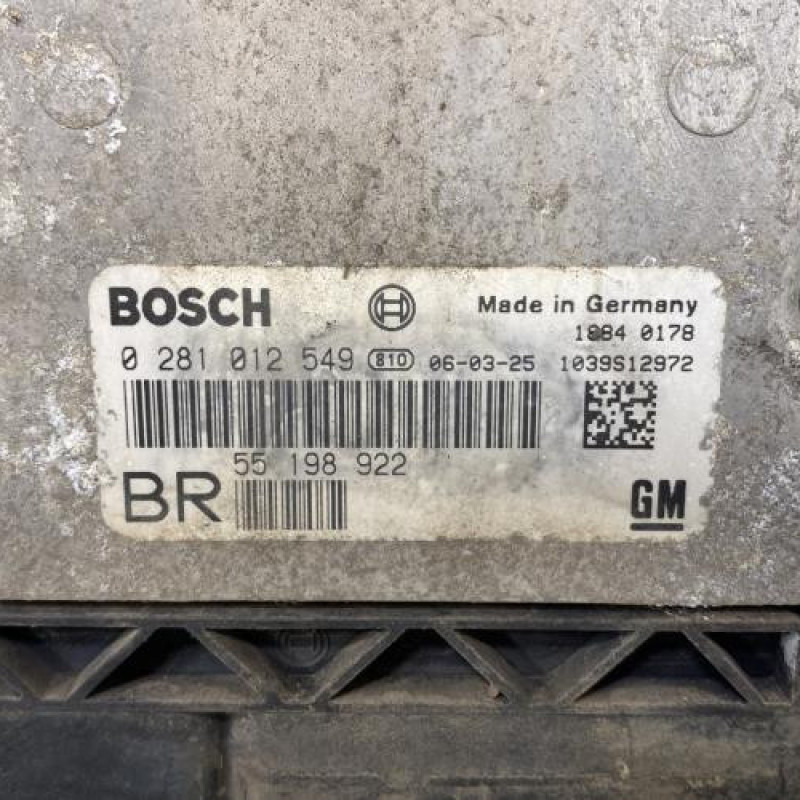 BOSCH Made in Germany
1884 0178
0 281 012 549 810 06-03-25 1039S12972
55 198 922
BR
GM